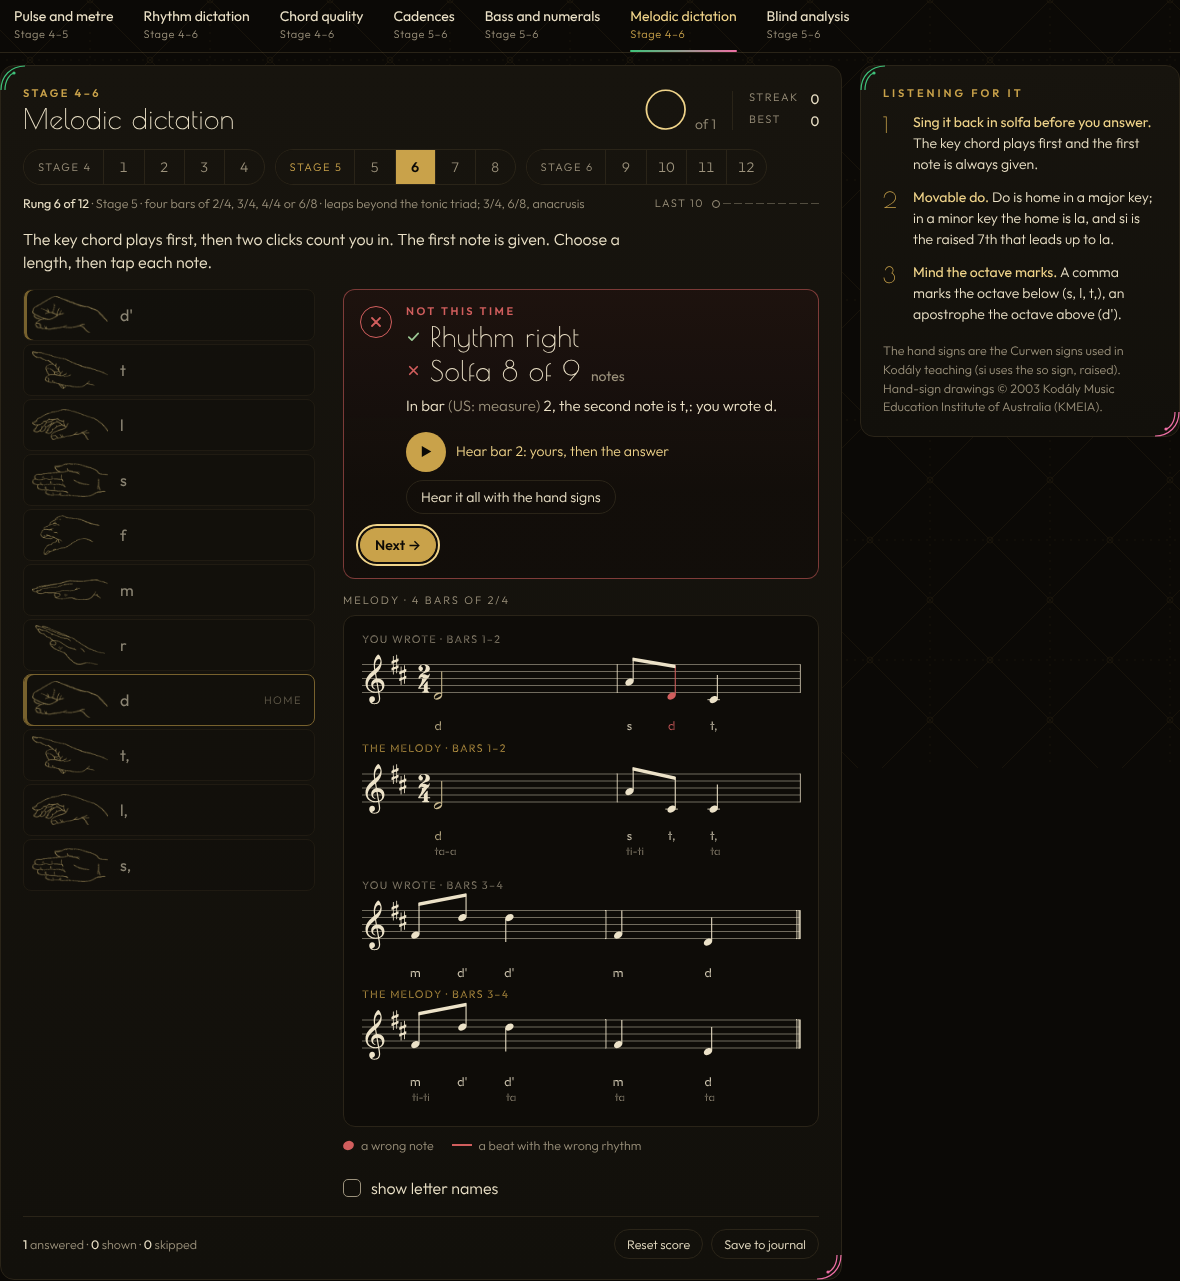 Pulse and metre
Stage 4–5
Rhythm dictation
Stage 4–6
Chord quality
Stage 4–6
Cadences
Stage 5–6
Bass and numerals
Stage 5–6
Melodic dictation
Stage 4–6
Blind analysis
Stage 5–6
STAGE 4–6
Melodic dictation
of 1
STREAK 0
BEST 0
STAGE 4 1 2 3 4
STAGE 5 5 6 7 8
STAGE 6 9 10 11 12
Rung 6 of 12 · Stage 5 · four bars of 2/4, 3/4, 4/4 or 6/8 · leaps beyond the tonic triad; 3/4, 6/8, anacrusis
LAST 10
The key chord plays first, then two clicks count you in. The first note is given. Choose a
length, then tap each note.
d'
t
l
s
f
m
r
d HOME
t,
l,
s,
NOT THIS TIME
Rhythm right
Solfa 8 of 9 notes
In bar (US: measure) 2, the second note is t,: you wrote d.
Hear bar 2: yours, then the answer
Hear it all with the hand signs
Next →
MELODY · 4 BARS OF 2/4
YOU WROTE · BARS 1–2
2
4
d s d t,
THE MELODY · BARS 1–2
2
4
d s t, t,
ta-a ti-ti ta
YOU WROTE · BARS 3–4
m d' d' m d
THE MELODY · BARS 3–4
m d' d' m d
ti-ti ta ta ta
a wrong note
a beat with the wrong rhythm
show letter names
1 answered · 0 shown · 0 skipped
Reset score
Save to journal
LISTENING FOR IT
1 Sing it back in solfa before you answer.
The key chord plays first and the first
note is always given.
2 Movable do. Do is home in a major key;
in a minor key the home is la, and si is
the raised 7th that leads up to la.
3 Mind the octave marks. A comma
marks the octave below (s, l, t,), an
apostrophe the octave above (d').
The hand signs are the Curwen signs used in
Kodály teaching (si uses the so sign, raised).
Hand-sign drawings © 2003 Kodály Music
Education Institute of Australia (KMEIA).